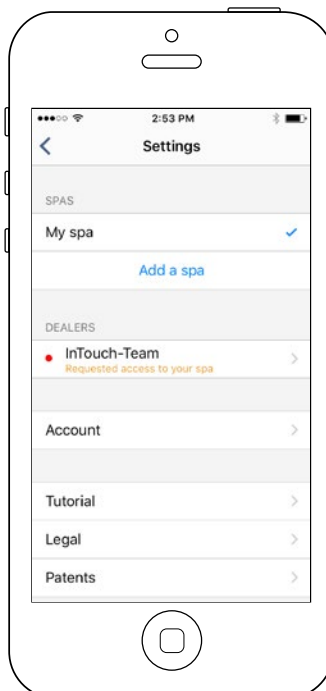 2:53 PM
Settings
SPAS
My spa
Add a spa
DEALERS
InTouch-Team
Requested access to your spa
Account
Tutorial
Legal
Patents